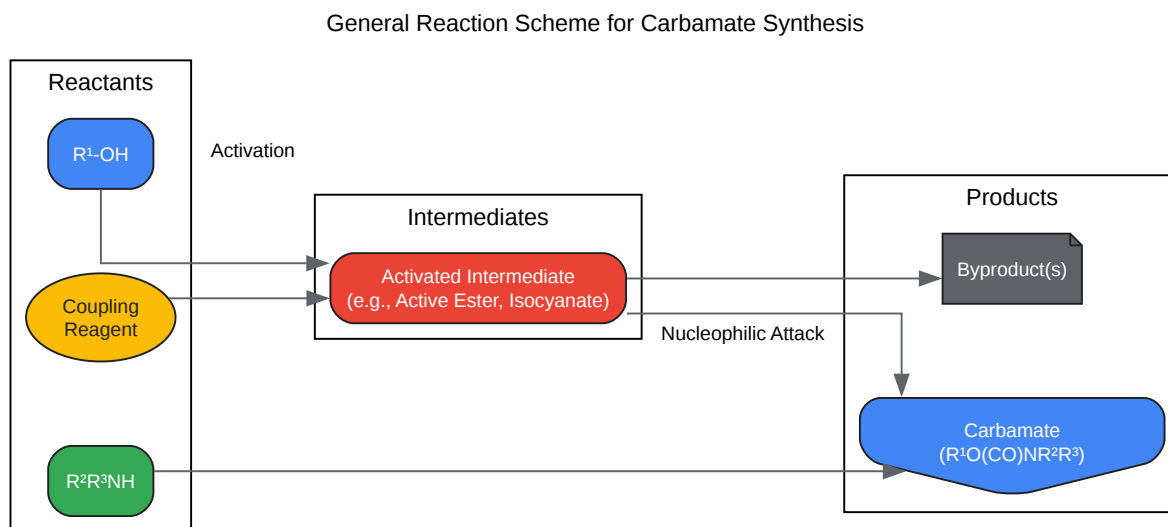 General Reaction Scheme for Carbamate Synthesis
Reactants
R¹-OH
Activation
Coupling
Reagent
R²R³NH
Intermediates
Activated Intermediate
(e.g., Active Ester, Isocyanate)
Nucleophilic Attack
Products
Byproduct(s)
Carbamate
(R¹O(CO)NR²R³)